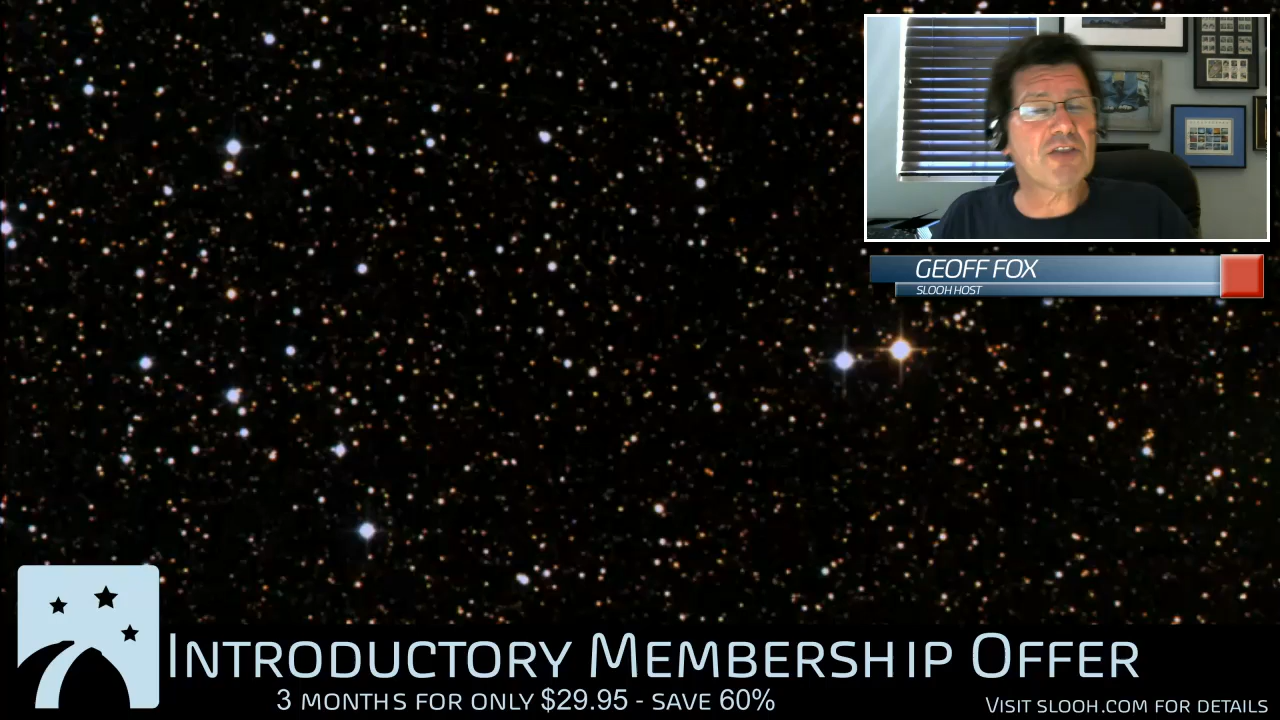 GEOFF FOX
SLOOH HOST
INTRODUCTORY MEMBERSHIP OFFER
3 MONTHS FOR ONLY $29.95 - SAVE 60%
VISIT SLOOH.COM FOR DETAILS